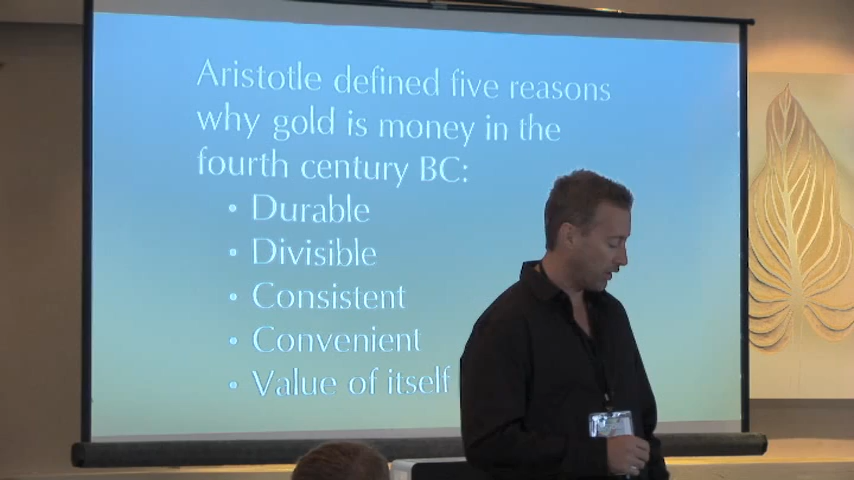 Aristotle defined five reasons
why gold is money in the
fourth century BC:
• Durable
• Divisible
• Consistent
• Convenient
• Value of itself